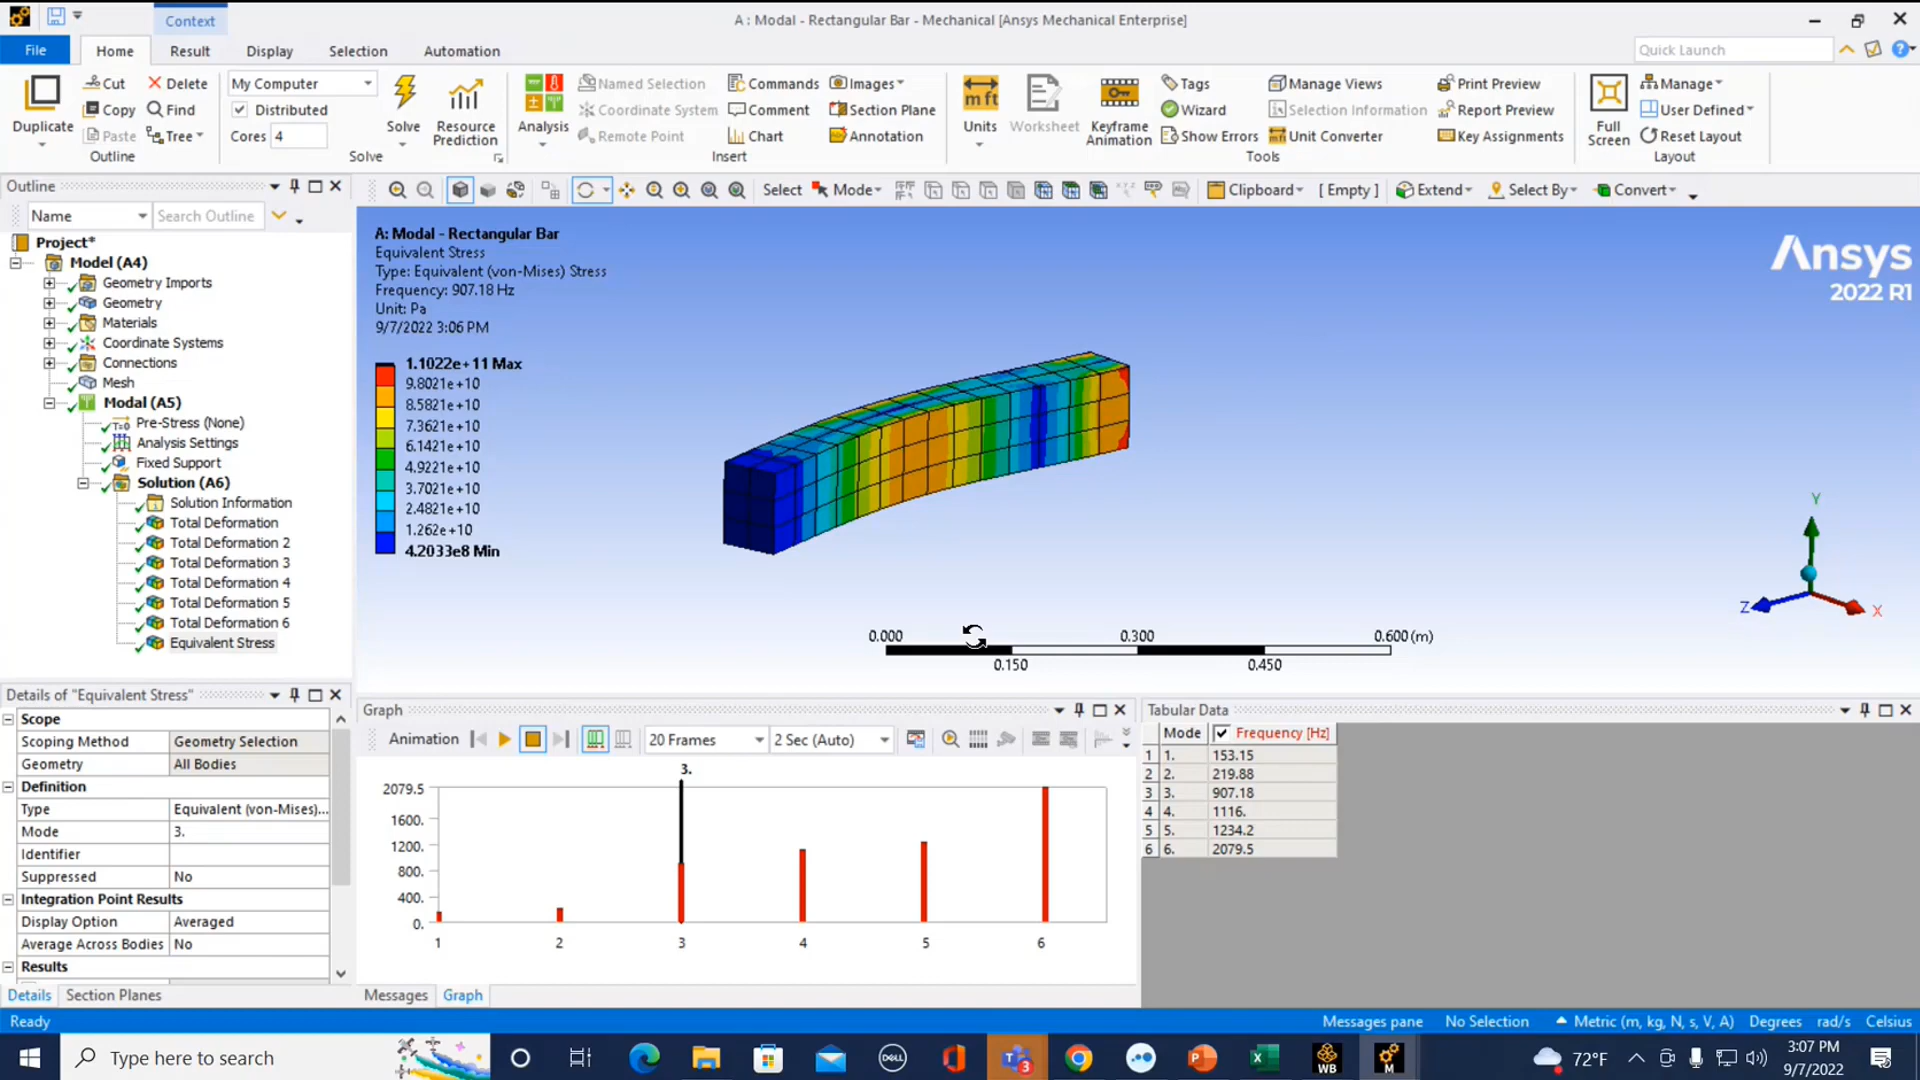 Context
A : Modal - Rectangular Bar - Mechanical [Ansys Mechanical Enterprise]
File Home Result Display Selection Automation Quick Launch
Duplicate Cut Copy Paste Delete Find Tree Outline
My Computer Distributed Cores 4 Solve Resource Prediction Solve
Analysis Named Selection Coordinate System Remote Point Commands Comment Chart Images Section Plane Annotation Insert
Units Worksheet Keyframe Animation Tags Wizard Show Errors Manage Views Selection Information Unit Converter Print Preview Report Preview Key Assignments Tools
Full Screen Manage User Defined Reset Layout Layout
Outline
Select Mode Clipboard [ Empty ] Extend Select By Convert
Name Search Outline
Project*
Model (A4)
Geometry Imports
Geometry
Materials
Coordinate Systems
Connections
Mesh
Modal (A5)
Pre-Stress (None)
Analysis Settings
Fixed Support
Solution (A6)
Solution Information
Total Deformation
Total Deformation 2
Total Deformation 3
Total Deformation 4
Total Deformation 5
Total Deformation 6
Equivalent Stress
A: Modal - Rectangular Bar
Equivalent Stress
Type: Equivalent (von-Mises) Stress
Frequency: 907.18 Hz
Unit: Pa
9/7/2022 3:06 PM
1.1022e+11 Max
9.8021e+10
8.5821e+10
7.3621e+10
6.1421e+10
4.9221e+10
3.7021e+10
2.4821e+10
1.262e+10
4.2033e8 Min
Ansys
2022 R1
Y
Z X
0.000 0.300 0.600 (m)
0.150 0.450
Details of "Equivalent Stress"
Scope
Scoping Method Geometry Selection
Geometry All Bodies
Definition
Type Equivalent (von-Mises)...
Mode 3.
Identifier
Suppressed No
Integration Point Results
Display Option Averaged
Average Across Bodies No
Results
Details Section Planes
Graph
Animation 20 Frames 2 Sec (Auto)
3.
2079.5
1600.
1200.
800.
400.
0.
1 2 3 4 5 6
Messages Graph
Tabular Data
Mode Frequency [Hz]
1 1. 153.15
2 2. 219.88
3 3. 907.18
4 4. 1116.
5 5. 1234.2
6 6. 2079.5
Ready Messages pane No Selection Metric (m, kg, N, s, V, A) Degrees rad/s Celsius
Type here to search DELL 3 WB M 72°F 3:07 PM
9/7/2022